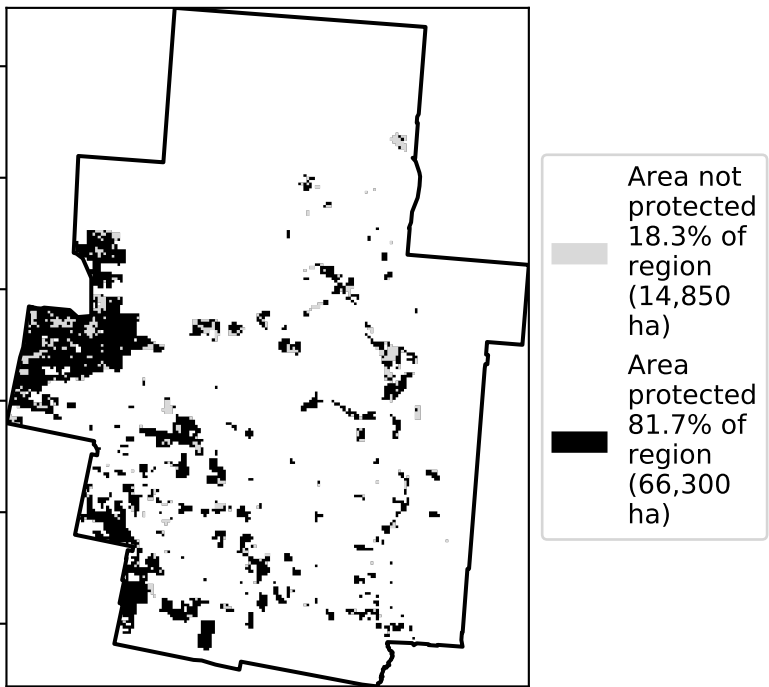 Area not
protected
18.3% of
region
(14,850
ha)
Area
protected
81.7% of
region
(66,300
ha)